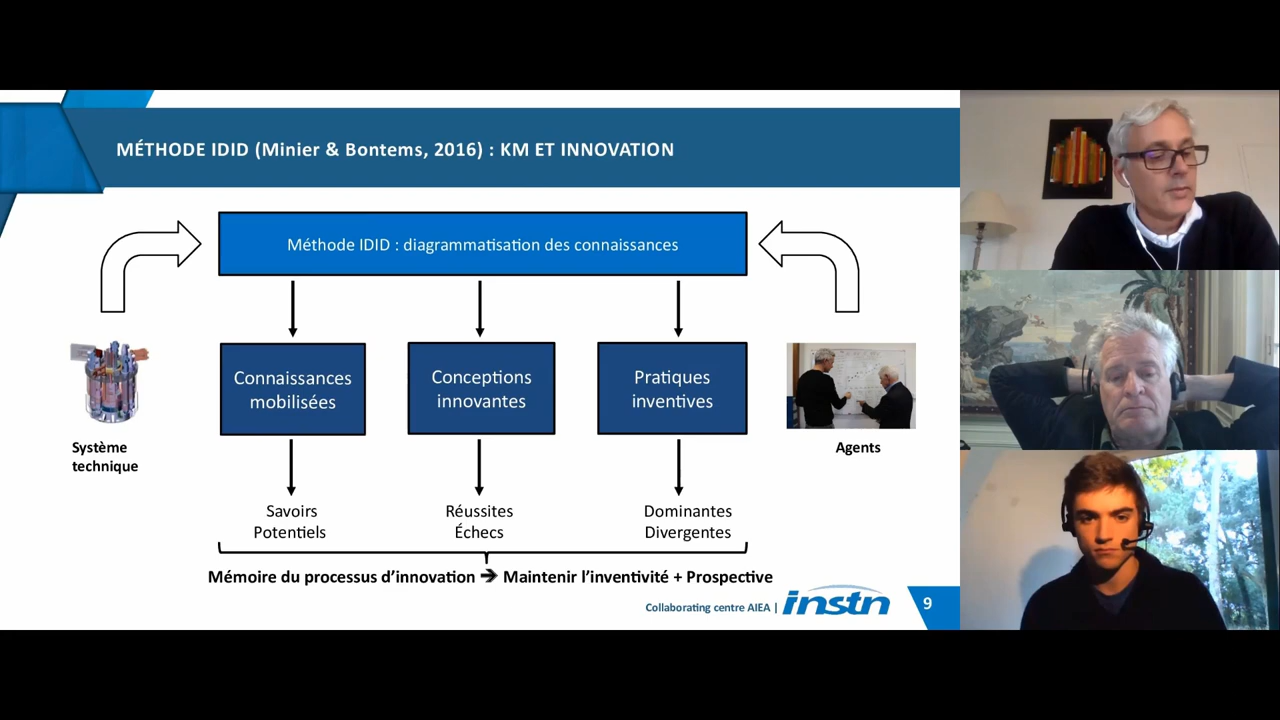 MÉTHODE IDID (Minier & Bontems, 2016) : KM ET INNOVATION
Méthode IDID : diagrammatisation des connaissances
Connaissances
mobilisées
Conceptions
innovantes
Pratiques
inventives
Système
technique
Agents
Savoirs
Potentiels
Réussites
Échecs
Dominantes
Divergentes
Mémoire du processus d'innovation ➔ Maintenir l'inventivité + Prospective
Collaborating centre AIEA | instn
9